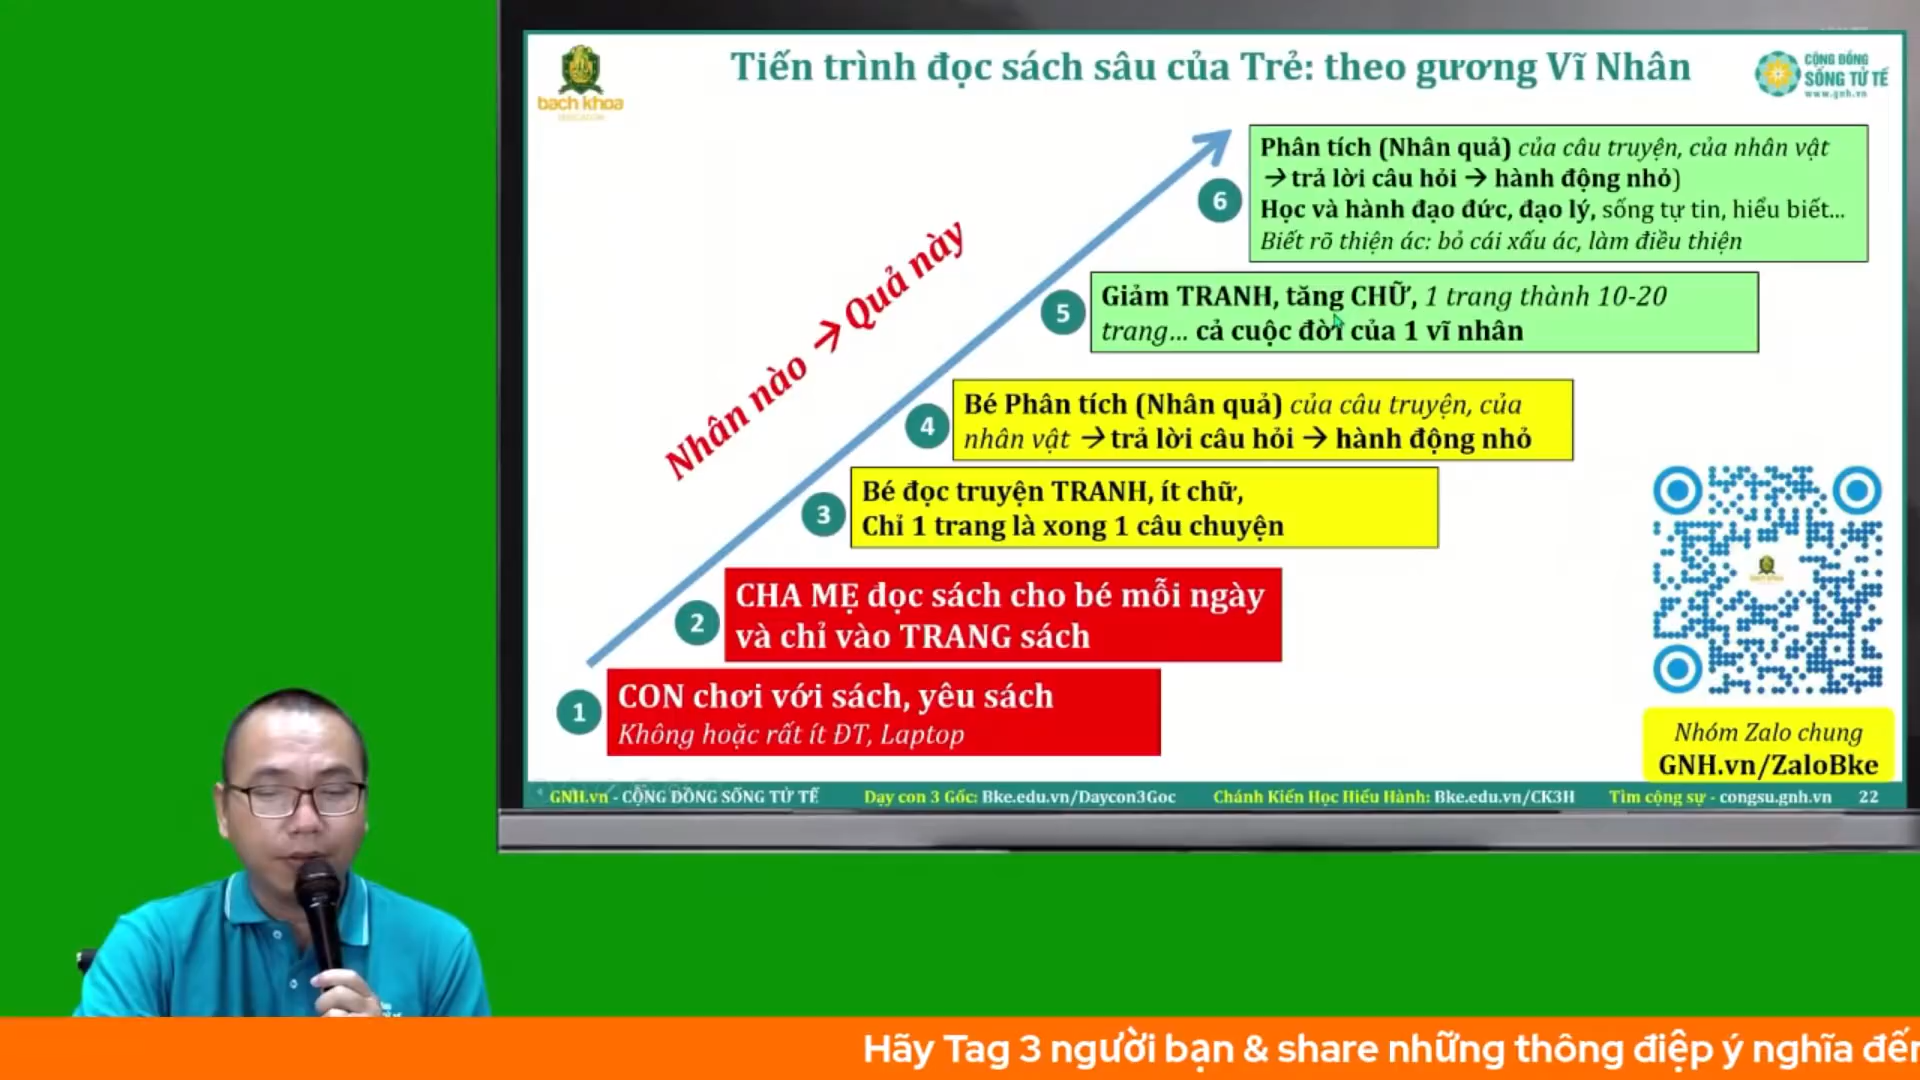 Tiến trình đọc sách sâu của Trẻ: theo gương Vĩ Nhân
bach khoa
CỘNG ĐỒNG
SỐNG TỬ TẾ
www.gnh.vn
Phân tích (Nhân quả) của câu truyện, của nhân vật
→ trả lời câu hỏi → hành động nhỏ)
6
Học và hành đạo đức, đạo lý, sống tự tin, hiểu biết...
Biết rõ thiện ác: bỏ cái xấu ác, làm điều thiện
Nhân nào → Quả này
5
Giảm TRANH, tăng CHỮ, 1 trang thành 10-20
trang... cả cuộc đời của 1 vĩ nhân
4
Bé Phân tích (Nhân quả) của câu truyện, của
nhân vật → trả lời câu hỏi → hành động nhỏ
3
Bé đọc truyện TRANH, ít chữ,
Chỉ 1 trang là xong 1 câu chuyện
2
CHA MẸ đọc sách cho bé mỗi ngày
và chỉ vào TRANG sách
1
CON chơi với sách, yêu sách
Không hoặc rất ít ĐT, Laptop
Nhóm Zalo chung
GNH.vn/ZaloBke
GNH.vn - CỘNG ĐỒNG SỐNG TỬ TẾ Dạy con 3 Gốc: Bke.edu.vn/Daycon3Goc Chánh Kiến Học Hiểu Hành: Bke.edu.vn/CK3H Tìm cộng sự - congsu.gnh.vn 22
Hãy Tag 3 người bạn & share những thông điệp ý nghĩa đến